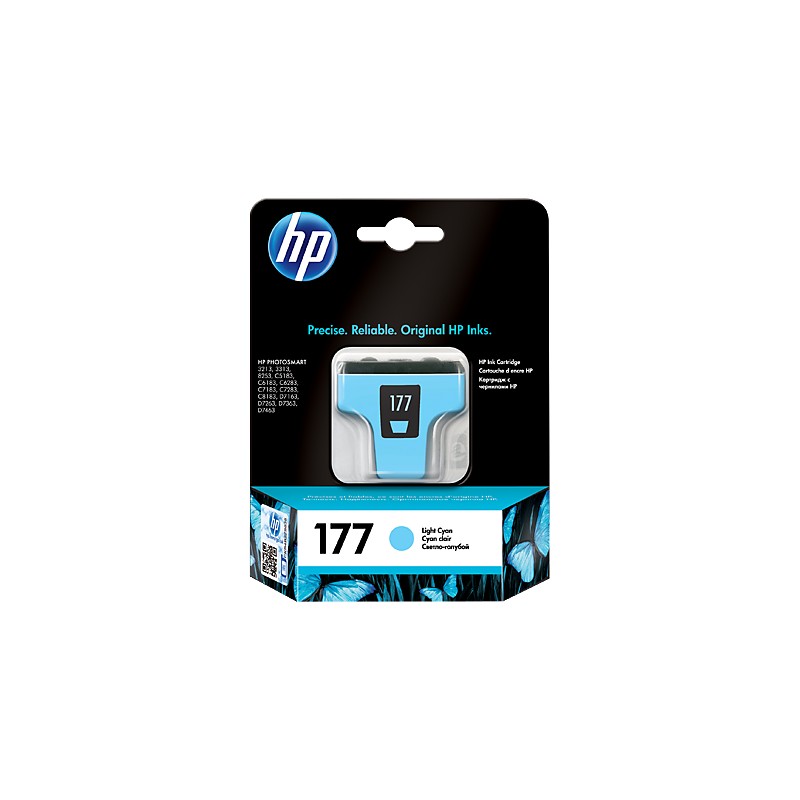 hp
Precise. Reliable. Original HP Inks.
HP PHOTOSMART
3213, 3313,
8253, C5183,
C6183, C6283,
C7183, C7283,
C8183, D7163,
D7263, D7363,
D7463
HP Ink Cartridge
Cartouche d encre HP
Картридж с
чернилами HP
177
hp
177
Light Cyan
Cyan clair
Светло-голубой